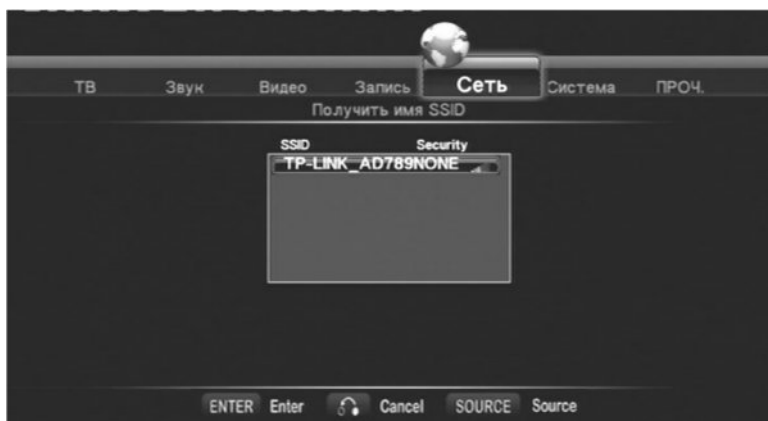 ТВ Звук Видео Запись Сеть Система ПРОЧ.
Получить имя SSID
SSID Security
TP-LINK_AD789NONE
ENTER Enter Cancel SOURCE Source